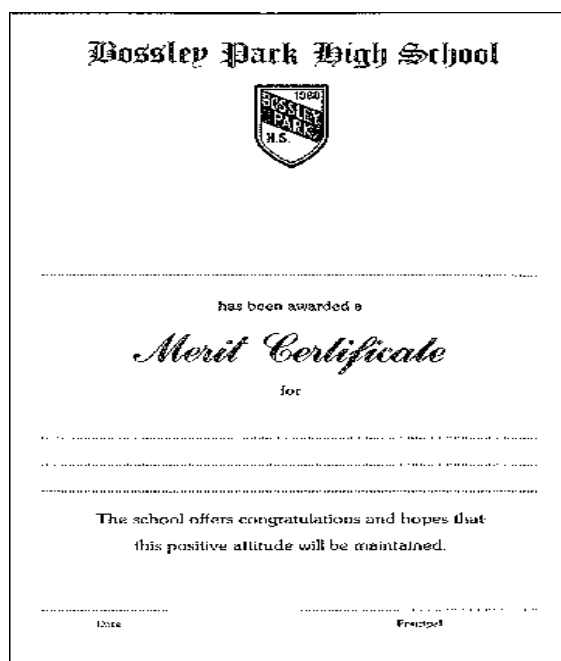 Bossley Park High School
1980
BOSSLEY
PARK
H.S.
has been awarded a
Merit Certificate
for
The school offers congratulations and hopes that
this positive attitude will be maintained.
Date
Principal